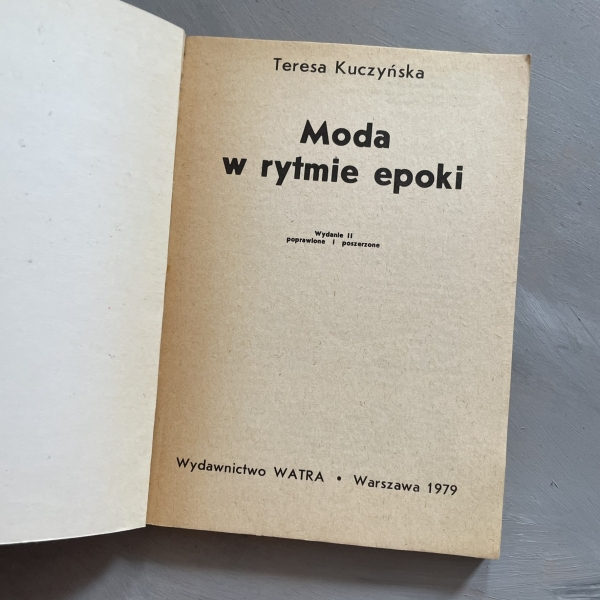 Teresa Kuczyńska
Moda
w rytmie epoki
Wydanie II
poprawione i poszerzone
Wydawnictwo WATRA • Warszawa 1979